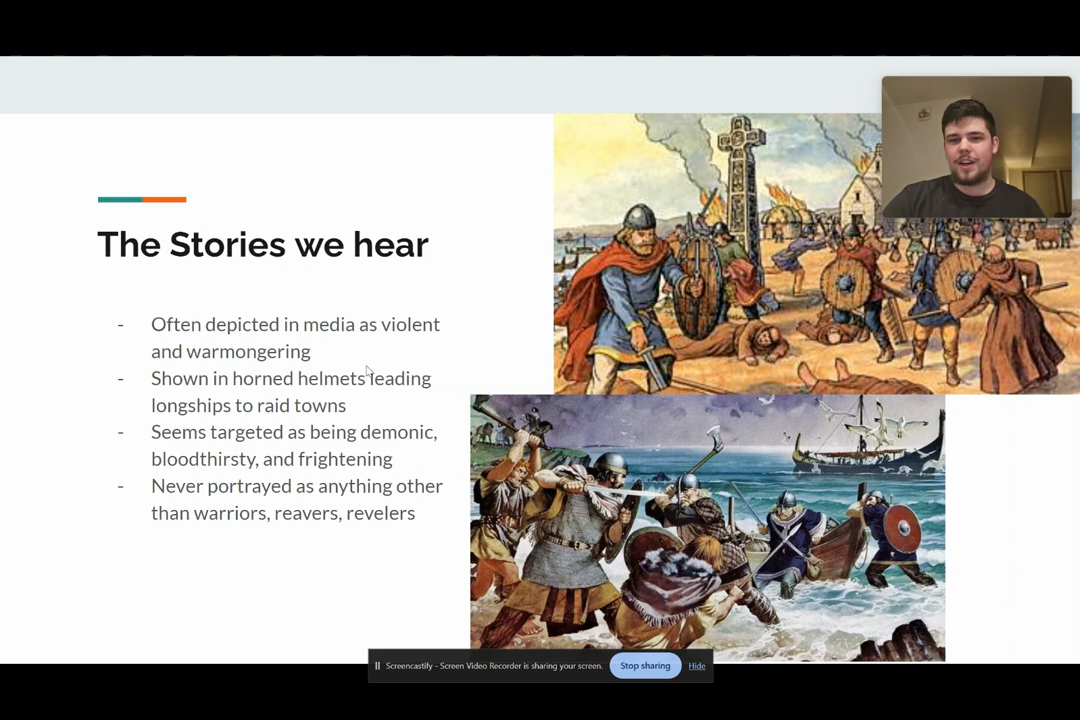 The Stories we hear
- Often depicted in media as violent
and warmongering
- Shown in horned helmets leading
longships to raid towns
- Seems targeted as being demonic,
bloodthirsty, and frightening
- Never portrayed as anything other
than warriors, reavers, revelers
Screencastify - Screen Video Recorder is sharing your screen. Stop sharing Hide